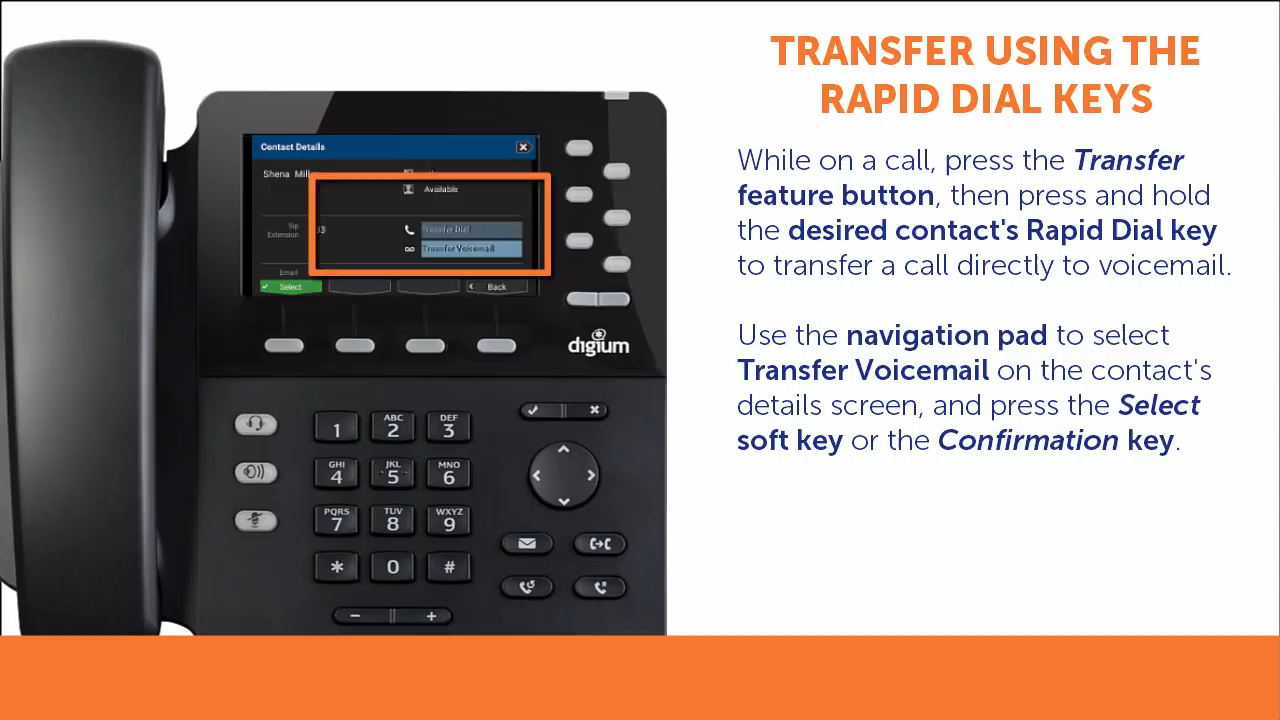 TRANSFER USING THE
RAPID DIAL KEYS
While on a call, press the Transfer
feature button, then press and hold
the desired contact's Rapid Dial key
to transfer a call directly to voicemail.
Use the navigation pad to select
Transfer Voicemail on the contact's
details screen, and press the Select
soft key or the Confirmation key.
Contact Details
Shena
Available
Sip
Extension
Transfer Dial
Transfer Voicemail
Email
Select
Back
digium
1
ABC
2
DEF
3
GHI
4
JKL
5
MNO
6
PQRS
7
TUV
8
WXYZ
9
*
0
#
- +